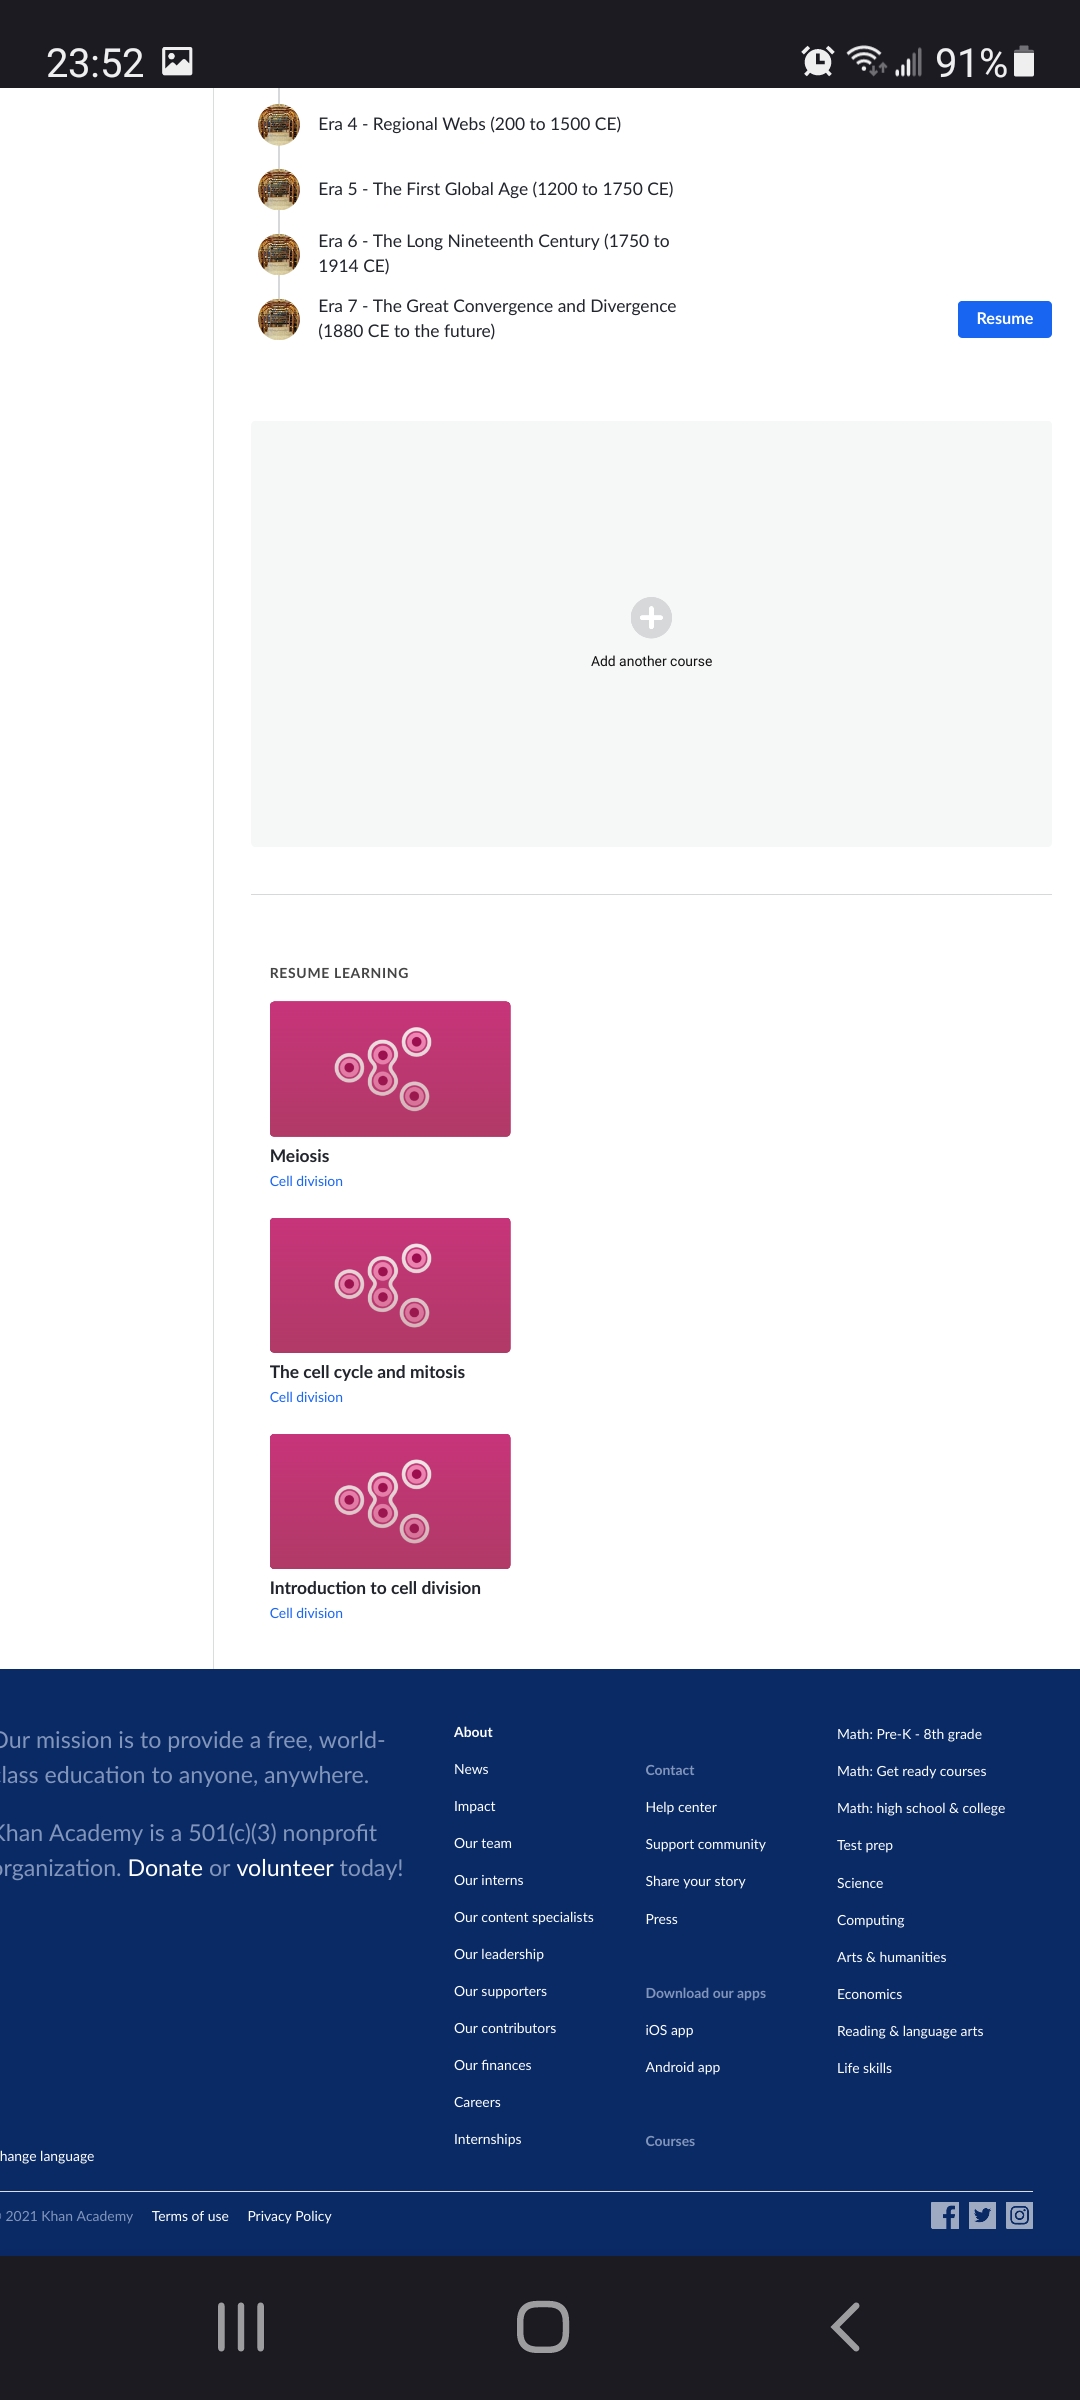 23:52
91%
Era 4 - Regional Webs (200 to 1500 CE)
Era 5 - The First Global Age (1200 to 1750 CE)
Era 6 - The Long Nineteenth Century (1750 to
1914 CE)
Era 7 - The Great Convergence and Divergence
(1880 CE to the future)
Resume
Add another course
RESUME LEARNING
Meiosis
Cell division
The cell cycle and mitosis
Cell division
Introduction to cell division
Cell division
Our mission is to provide a free, world-
class education to anyone, anywhere.
Khan Academy is a 501(c)(3) nonprofit
organization. Donate or volunteer today!
hange language
About
News
Impact
Our team
Our interns
Our content specialists
Our leadership
Our supporters
Our contributors
Our finances
Careers
Internships
Contact
Help center
Support community
Share your story
Press
Download our apps
iOS app
Android app
Courses
Math: Pre-K - 8th grade
Math: Get ready courses
Math: high school & college
Test prep
Science
Computing
Arts & humanities
Economics
Reading & language arts
Life skills
2021 Khan Academy Terms of use Privacy Policy